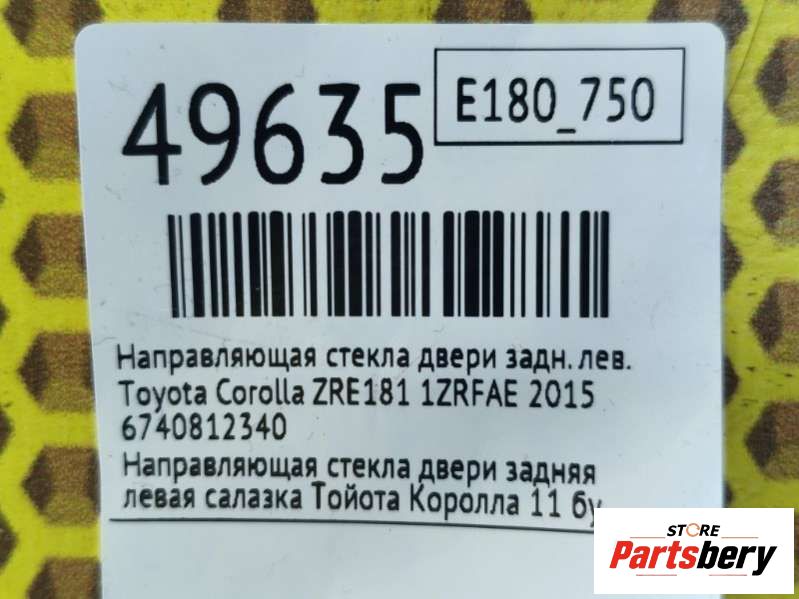 49635
E180_750
Направляющая стекла двери задн. лев.
Toyota Corolla ZRE181 1ZRFAE 2015
6740812340
Направляющая стекла двери задняя
левая салазка Тойота Королла 11 бу
STORE
Partsbery